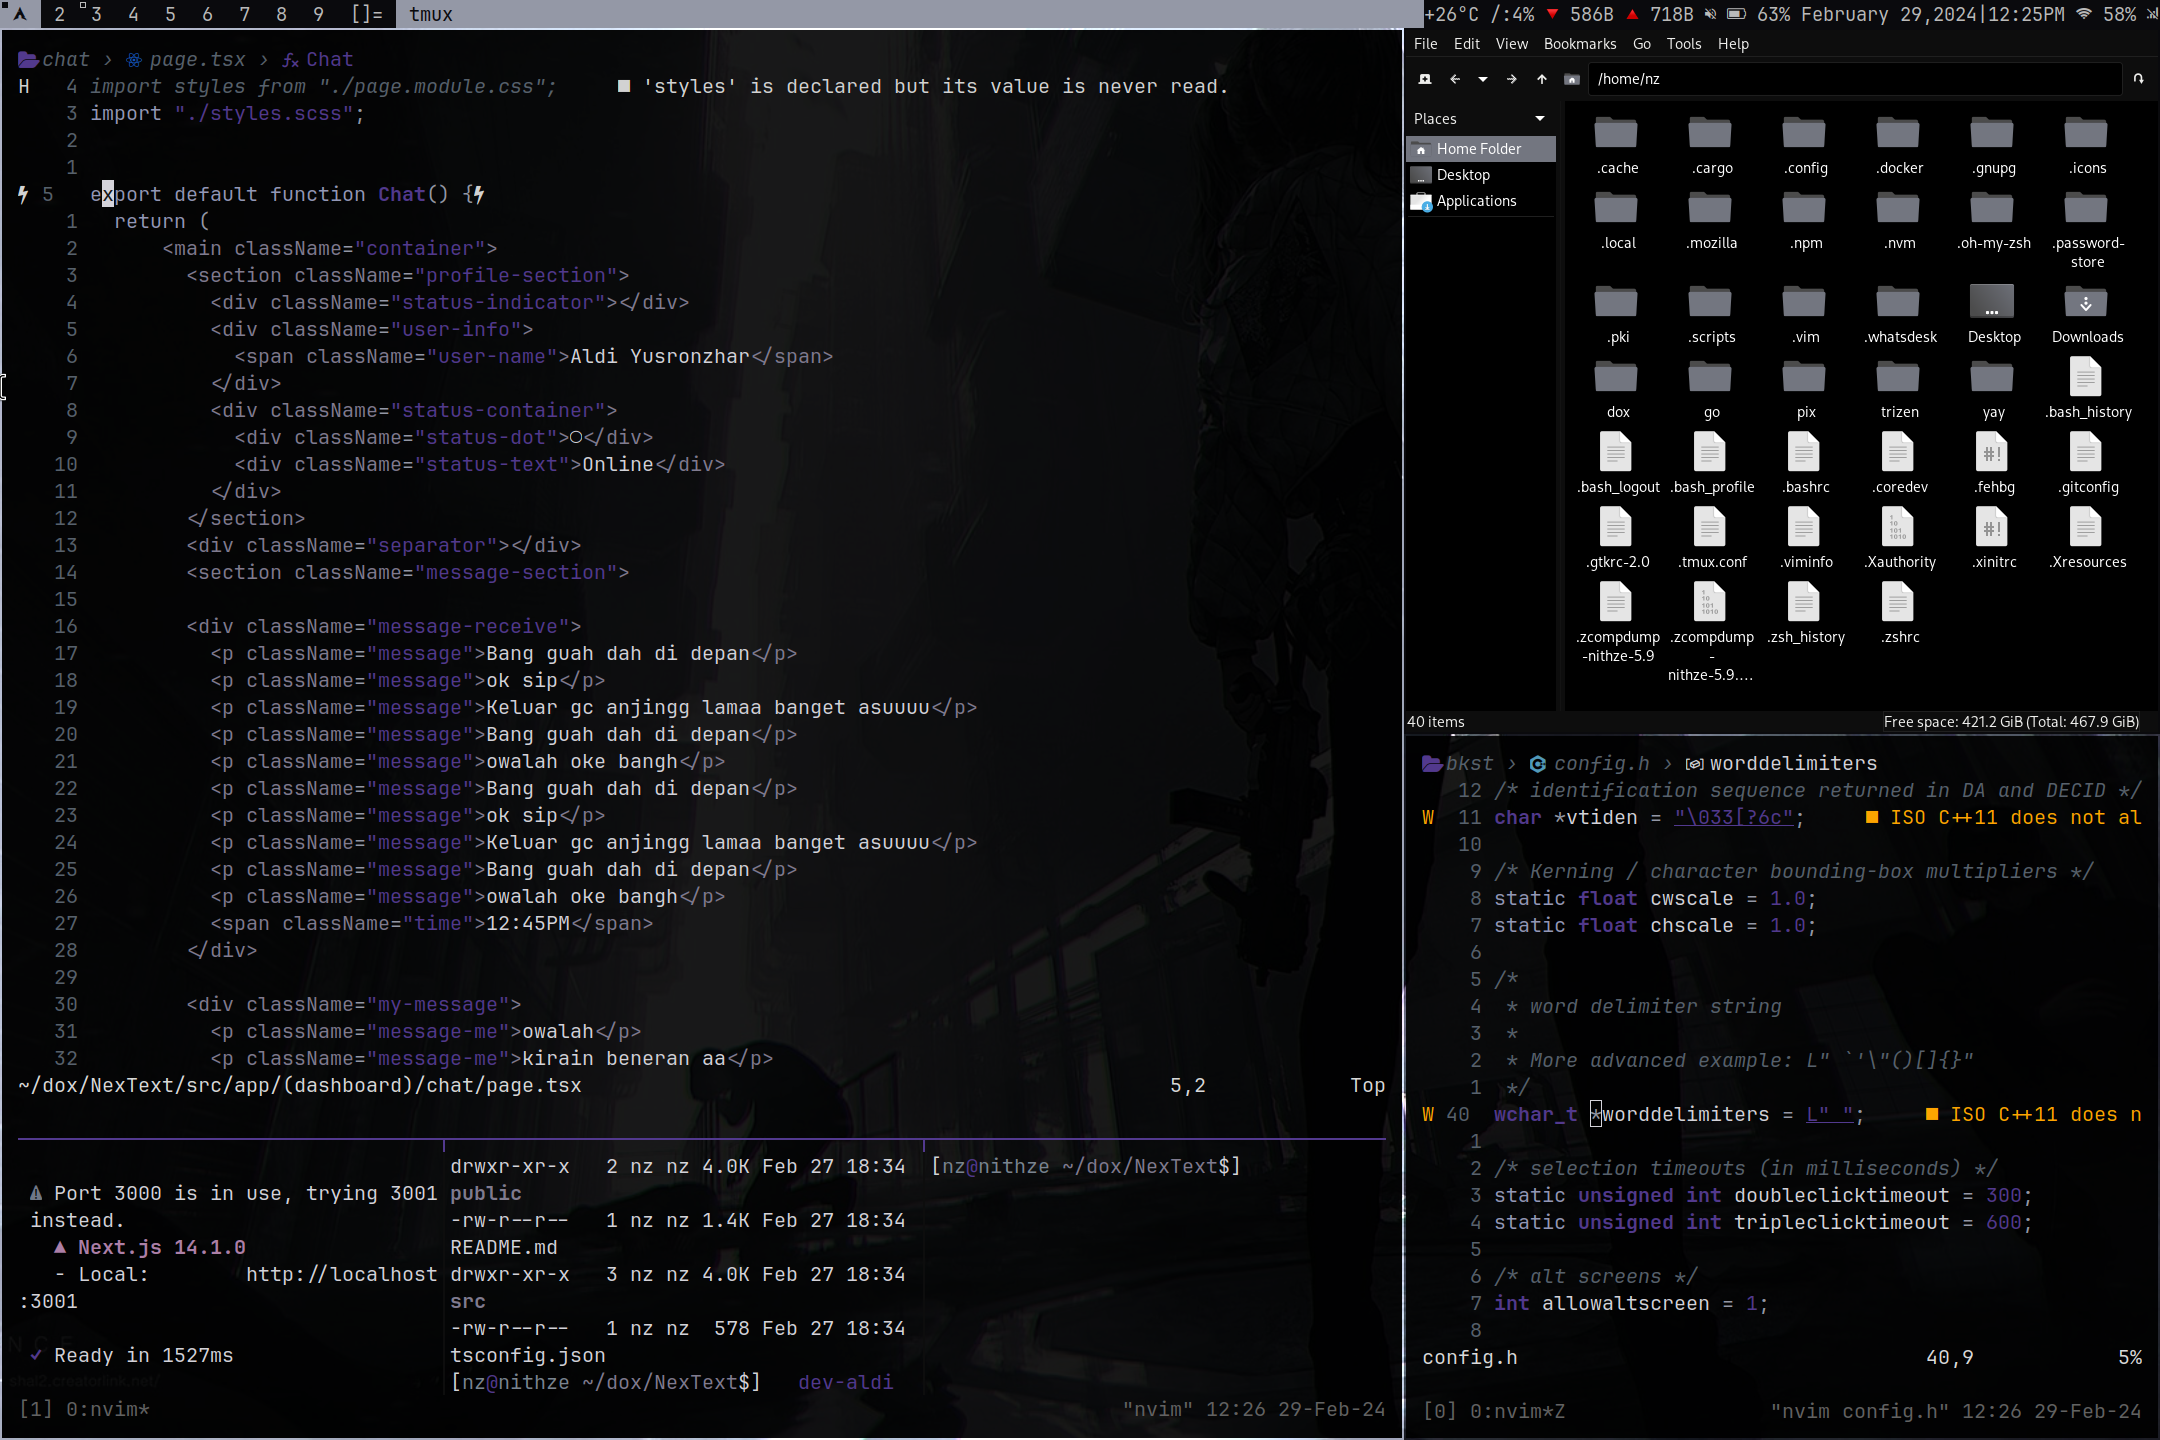 2 3 4 5 6 7 8 9 []= tmux
+26°C /:4% 586B 718B 63% February 29,2024|12:25PM 58%
chat › page.tsx › Chat
H 4 import styles from "./page.module.css"; ■ 'styles' is declared but its value is never read.
3 import "./styles.scss";
2
1
5 export default function Chat() {
1 return (
2 <main className="container">
3 <section className="profile-section">
4 <div className="status-indicator"></div>
5 <div className="user-info">
6 <span className="user-name">Aldi Yusronzhar</span>
7 </div>
8 <div className="status-container">
9 <div className="status-dot">○</div>
10 <div className="status-text">Online</div>
11 </div>
12 </section>
13 <div className="separator"></div>
14 <section className="message-section">
15
16 <div className="message-receive">
17 <p className="message">Bang guah dah di depan</p>
18 <p className="message">ok sip</p>
19 <p className="message">Keluar gc anjingg lamaa banget asuuuu</p>
20 <p className="message">Bang guah dah di depan</p>
21 <p className="message">owalah oke bangh</p>
22 <p className="message">Bang guah dah di depan</p>
23 <p className="message">ok sip</p>
24 <p className="message">Keluar gc anjingg lamaa banget asuuuu</p>
25 <p className="message">Bang guah dah di depan</p>
26 <p className="message">owalah oke bangh</p>
27 <span className="time">12:45PM</span>
28 </div>
29
30 <div className="my-message">
31 <p className="message-me">owalah</p>
32 <p className="message-me">kirain beneran aa</p>
~/dox/NexText/src/app/(dashboard)/chat/page.tsx 5,2 Top
⚠ Port 3000 is in use, trying 3001
instead.
▲ Next.js 14.1.0
- Local: http://localhost
:3001
✓ Ready in 1527ms
drwxr-xr-x 2 nz nz 4.0K Feb 27 18:34
public
-rw-r--r-- 1 nz nz 1.4K Feb 27 18:34
README.md
drwxr-xr-x 3 nz nz 4.0K Feb 27 18:34
src
-rw-r--r-- 1 nz nz 578 Feb 27 18:34
tsconfig.json
[nz@nithze ~/dox/NexText$] dev-aldi
[nz@nithze ~/dox/NexText$]
[1] 0:nvim* "nvim" 12:26 29-Feb-24
File Edit View Bookmarks Go Tools Help
/home/nz
Places
Home Folder
Desktop
Applications
.cache .cargo .config .docker .gnupg .icons
.local .mozilla .npm .nvm .oh-my-zsh .password-
store
.pki .scripts .vim .whatsdesk Desktop Downloads
dox go pix trizen yay .bash_history
.bash_logout .bash_profile .bashrc .coredev .fehbg .gitconfig
.gtkrc-2.0 .tmux.conf .viminfo .Xauthority .xinitrc .Xresources
.zcompdump .zcompdump .zsh_history .zshrc
-nithze-5.9 -
nithze-5.9....
40 items Free space: 421.2 GiB (Total: 467.9 GiB)
bkst › config.h › worddelimiters
12 /* identification sequence returned in DA and DECID */
W 11 char *vtiden = "\033[?6c"; ■ ISO C++11 does not al
10
9 /* Kerning / character bounding-box multipliers */
8 static float cwscale = 1.0;
7 static float chscale = 1.0;
6
5 /*
4 * word delimiter string
3 *
2 * More advanced example: L" `'\"()[]{}"
1 */
W 40 wchar_t *worddelimiters = L" "; ■ ISO C++11 does n
1
2 /* selection timeouts (in milliseconds) */
3 static unsigned int doubleclicktimeout = 300;
4 static unsigned int tripleclicktimeout = 600;
5
6 /* alt screens */
7 int allowaltscreen = 1;
8
config.h 40,9 5%
[0] 0:nvim*Z "nvim config.h" 12:26 29-Feb-24